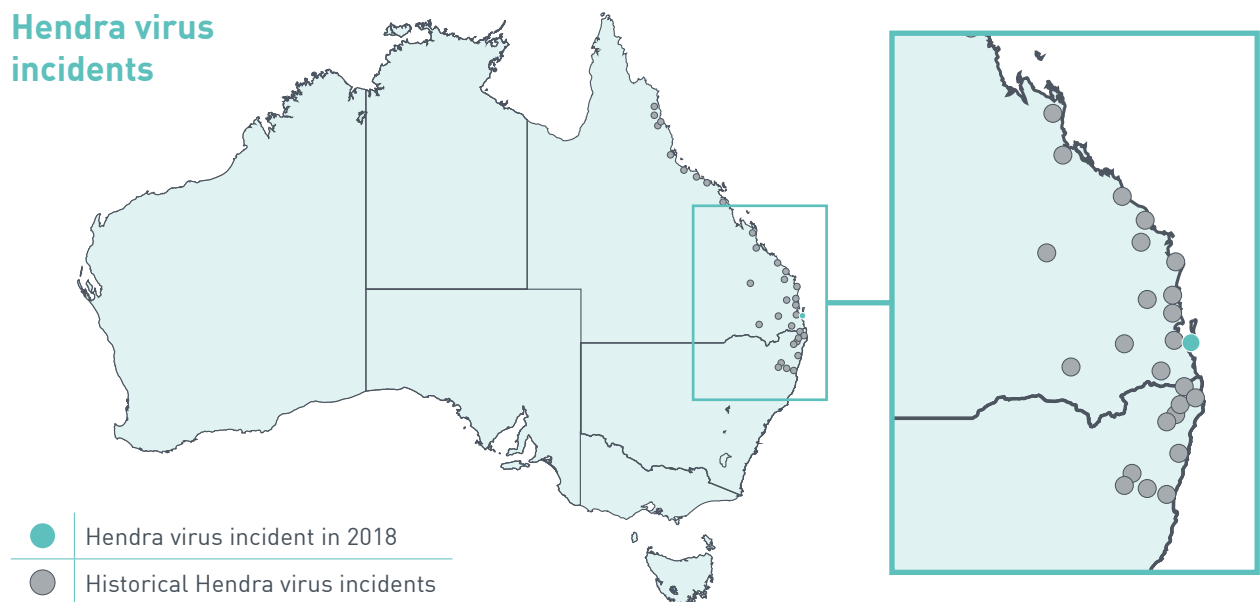 Hendra virus
incidents
Hendra virus incident in 2018
Historical Hendra virus incidents